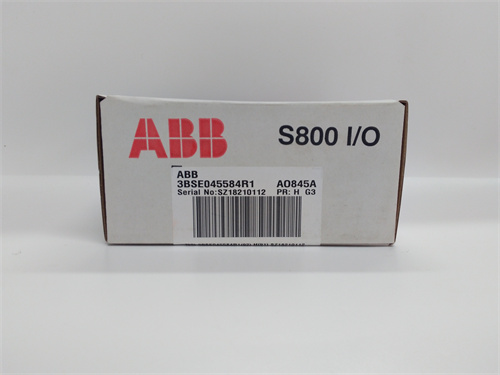 ABB
S800 I/O
ABB
3BSE045584R1 AO845A
Serial No:SZ18210112 PR: H G3